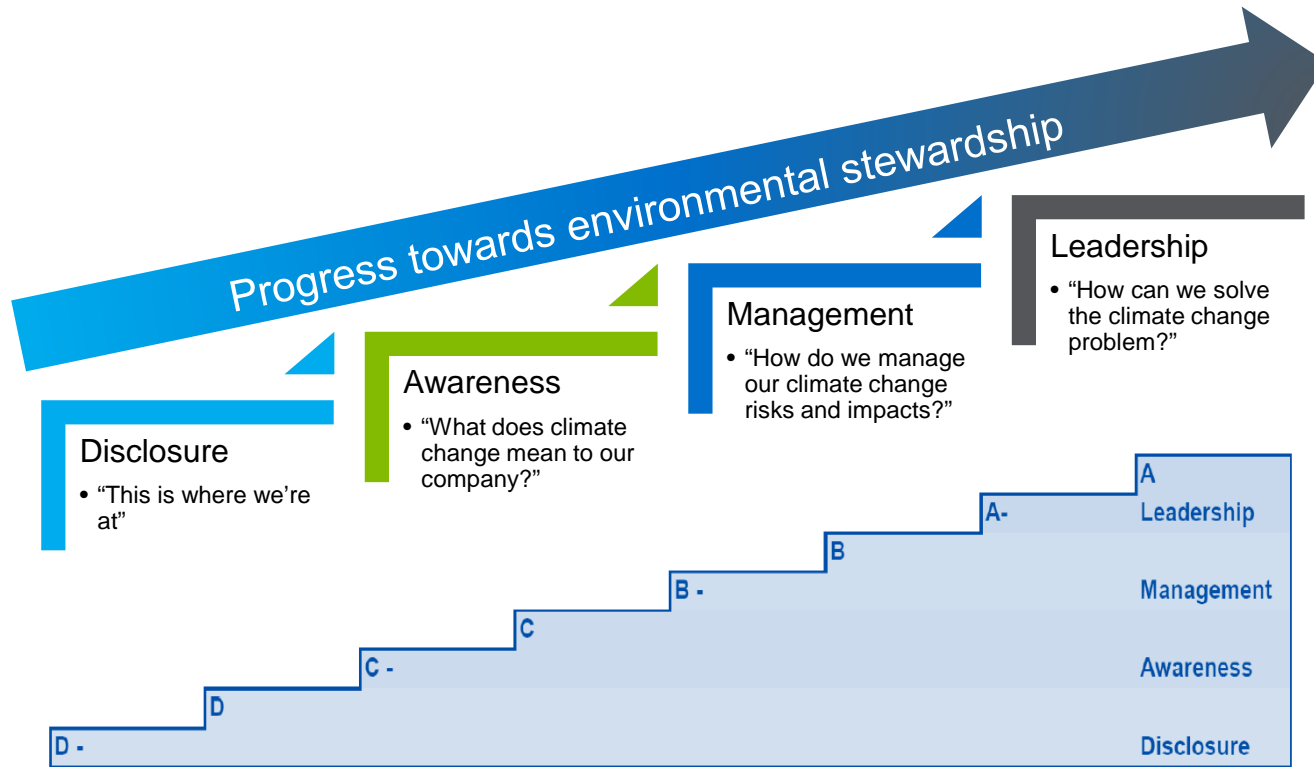 Progress towards environmental stewardship
Disclosure
• “This is where we’re
at”
Awareness
• “What does climate
change mean to our
company?”
Management
• “How do we manage
our climate change
risks and impacts?”
Leadership
• “How can we solve
the climate change
problem?”
A
A-
Leadership
B
B -
Management
C
C -
Awareness
D
D -
Disclosure